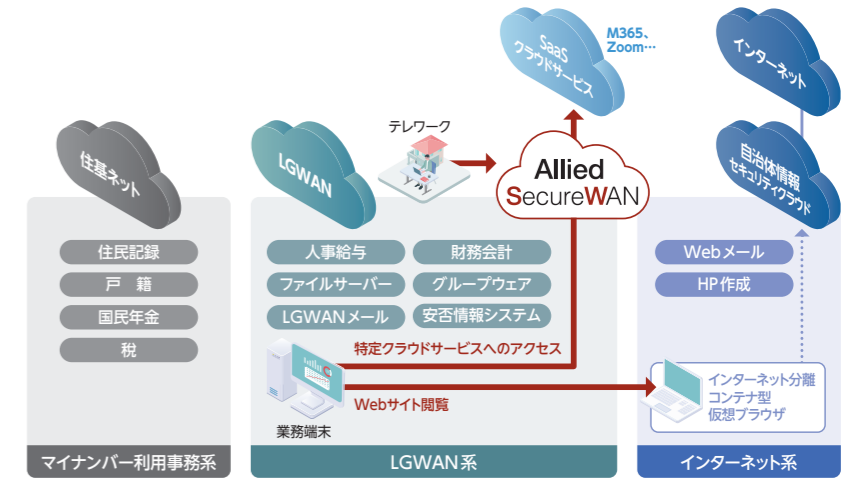 SaaS
クラウドサービス
M365、
Zoom…
インターネット
テレワーク
住基ネット
LGWAN
Allied
SecureWAN
自治体情報
セキュリティクラウド
住民記録
戸 籍
国民年金
税
人事給与
財務会計
ファイルサーバー
グループウェア
LGWANメール
安否情報システム
Webメール
HP作成
特定クラウドサービスへのアクセス
Webサイト閲覧
業務端末
インターネット分離
コンテナ型
仮想ブラウザ
マイナンバー利用事務系
LGWAN系
インターネット系